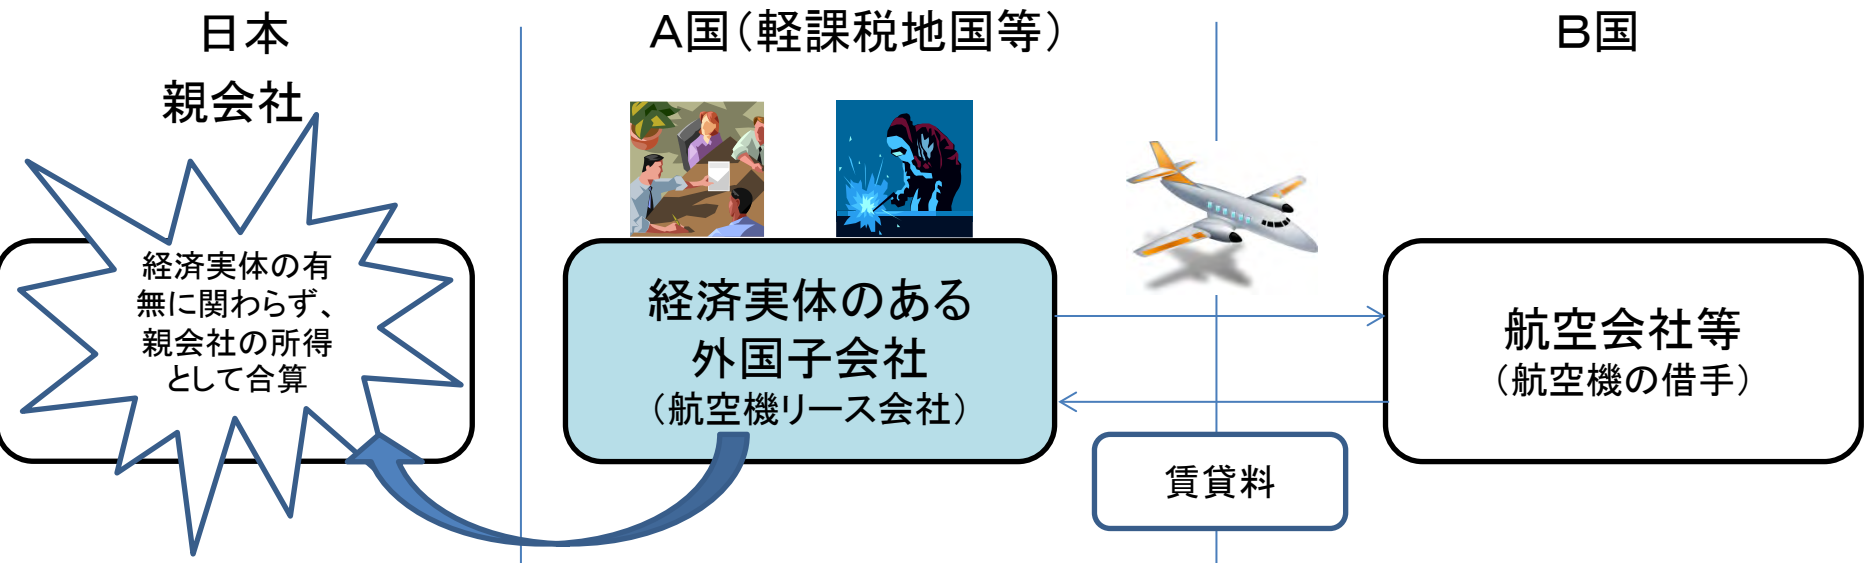 日本
A国（軽課税地国等）
B国
親会社
経済実体の有
無に関わらず、
親会社の所得
として合算
経済実体のある
外国子会社
（航空機リース会社）
航空会社等
（航空機の借手）
賃貸料